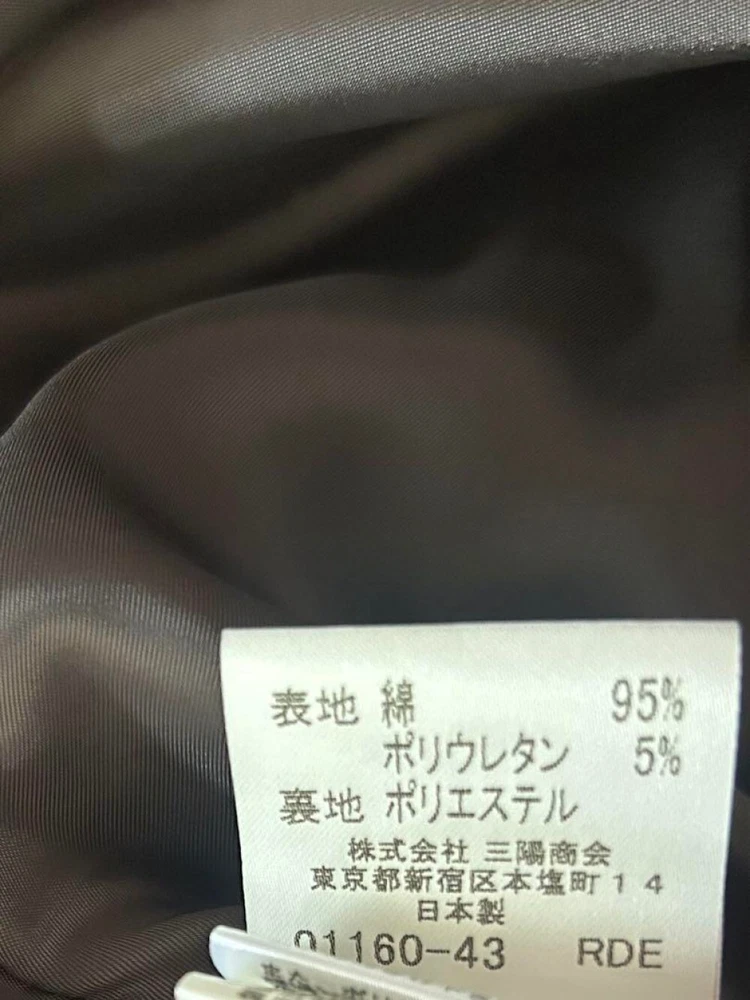 表地 綿 95%
ポリウレタン 5%
裏地 ポリエステル
株式会社 三陽商会
東京都新宿区本塩町14
日本製
01160-43 RDE